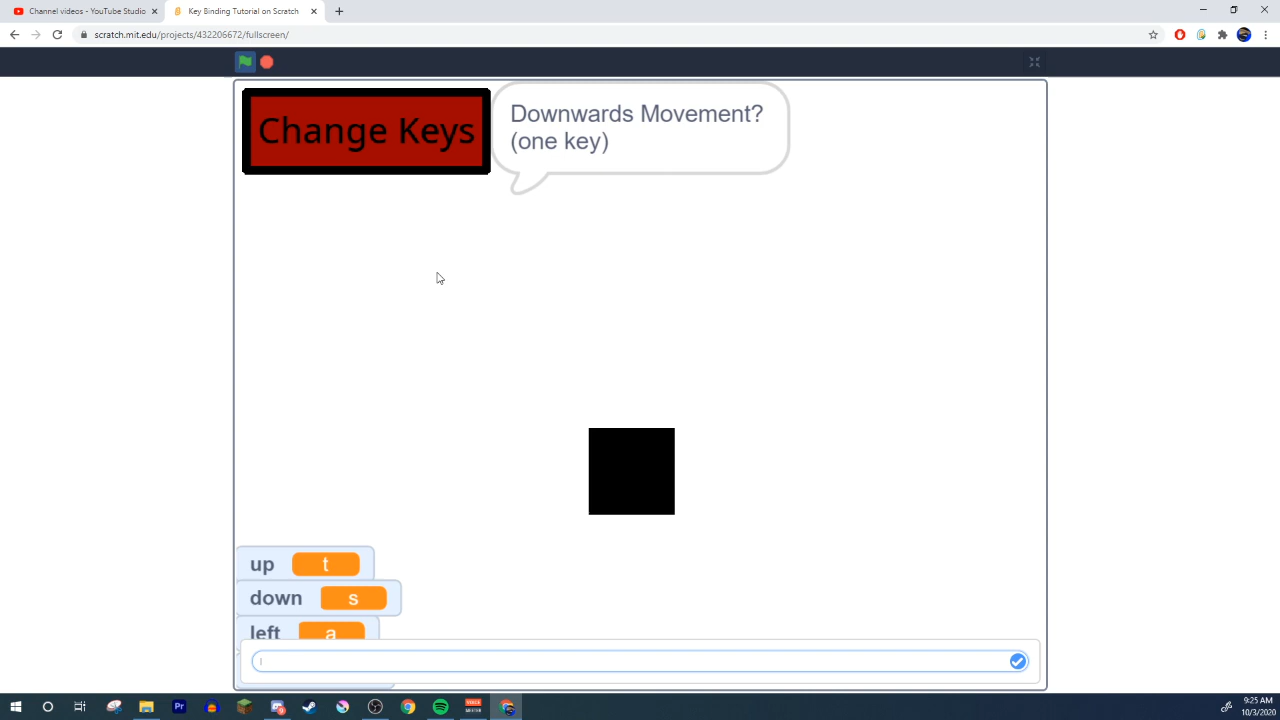 Channel videos - YouTube Studio
Key Binding Tutorial on Scratch
scratch.mit.edu/projects/432206672/fullscreen/
Change Keys
Downwards Movement?
(one key)
up t
down s
left a
9:25 AM
10/3/2020